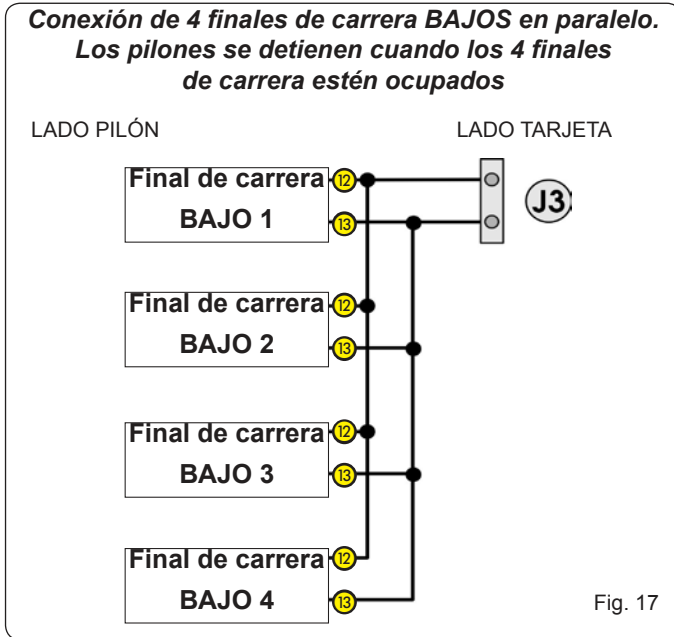 Conexión de 4 finales de carrera BAJOS en paralelo.
Los pilones se detienen cuando los 4 finales
de carrera estén ocupados
LADO PILÓN
LADO TARJETA
Final de carrera 12
BAJO 1 13
J3
Final de carrera 12
BAJO 2 13
Final de carrera 12
BAJO 3 13
Final de carrera 12
BAJO 4 13
Fig. 17